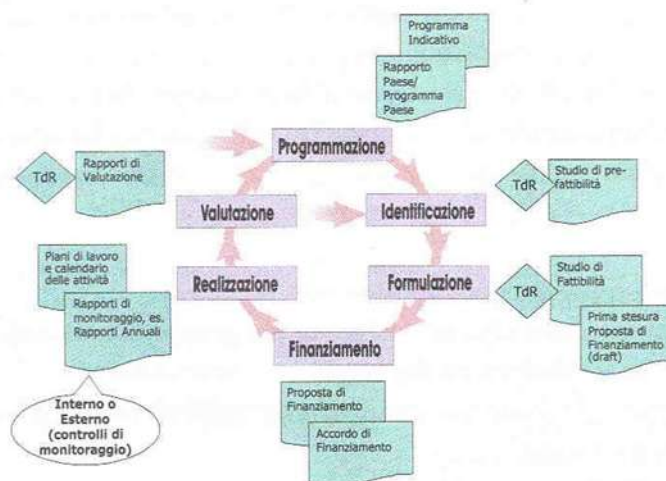 Programma
Indicativo
Rapporto
Paese/
Programma
Paese
Programmazione
TdR
Rapporti di
Valutazione
Valutazione
Identificazione
TdR
Studio di pre-
fattibilità
Piani di lavoro
e calendario
delle attività
Rapporti di
monitoraggio, es.
Rapporti Annuali
Realizzazione
Formulazione
TdR
Studio di
Fattibilità
Prima stesura
Proposta di
Finanziamento
(draft)
Finanziamento
Interno o
Esterno
(controlli di
monitoraggio)
Proposta di
Finanziamento
Accordo di
Finanziamento